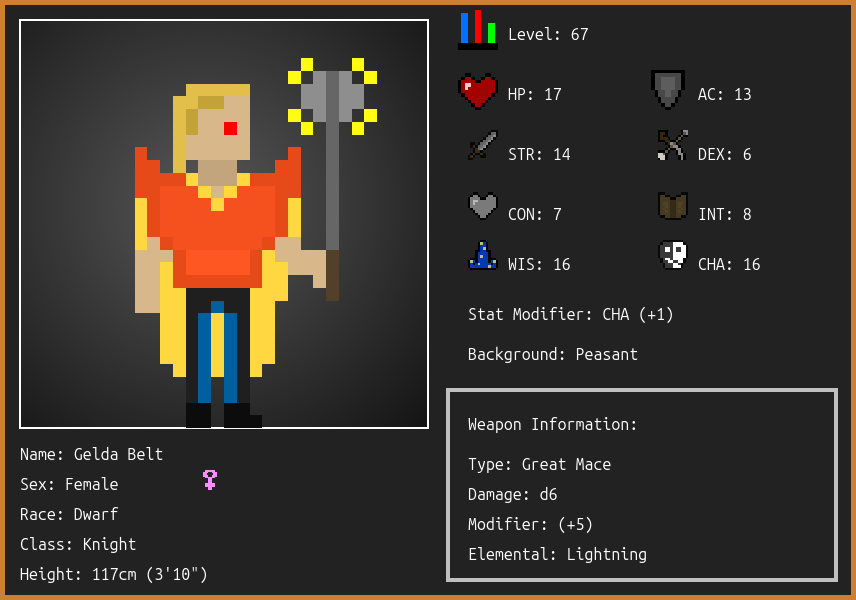 Level: 67
HP: 17
AC: 13
STR: 14
DEX: 6
CON: 7
INT: 8
WIS: 16
CHA: 16
Stat Modifier: CHA (+1)
Background: Peasant
Weapon Information:
Type: Great Mace
Damage: d6
Modifier: (+5)
Elemental: Lightning
Name: Gelda Belt
Sex: Female
Race: Dwarf
Class: Knight
Height: 117cm (3'10")